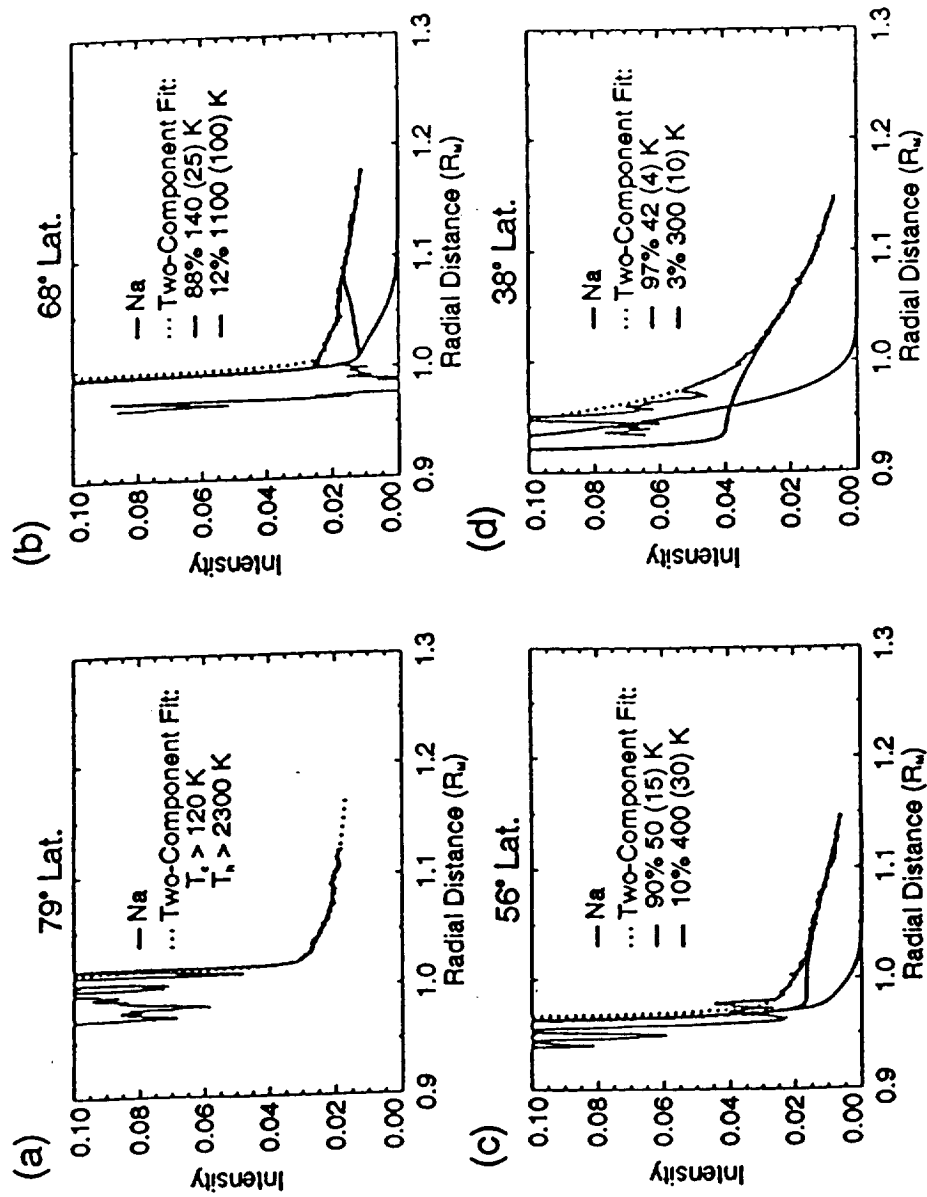 (a)
79° Lat.
Intensity
0.10
0.08
0.06
0.04
0.02
0.00
— Na
··· Two-Component Fit:
Tc > 120 K
Th > 2300 K
0.9 1.0 1.1 1.2 1.3
Radial Distance (RM)
(b)
68° Lat.
Intensity
0.10
0.08
0.06
0.04
0.02
0.00
— Na
··· Two-Component Fit:
— 88% 140 (25) K
— 12% 1100 (100) K
0.9 1.0 1.1 1.2 1.3
Radial Distance (RM)
(c)
56° Lat.
Intensity
0.10
0.08
0.06
0.04
0.02
0.00
— Na
··· Two-Component Fit:
— 90% 50 (15) K
— 10% 400 (30) K
0.9 1.0 1.1 1.2 1.3
Radial Distance (RM)
(d)
38° Lat.
Intensity
0.10
0.08
0.06
0.04
0.02
0.00
— Na
··· Two-Component Fit:
— 97% 42 (4) K
— 3% 300 (10) K
0.9 1.0 1.1 1.2 1.3
Radial Distance (RM)